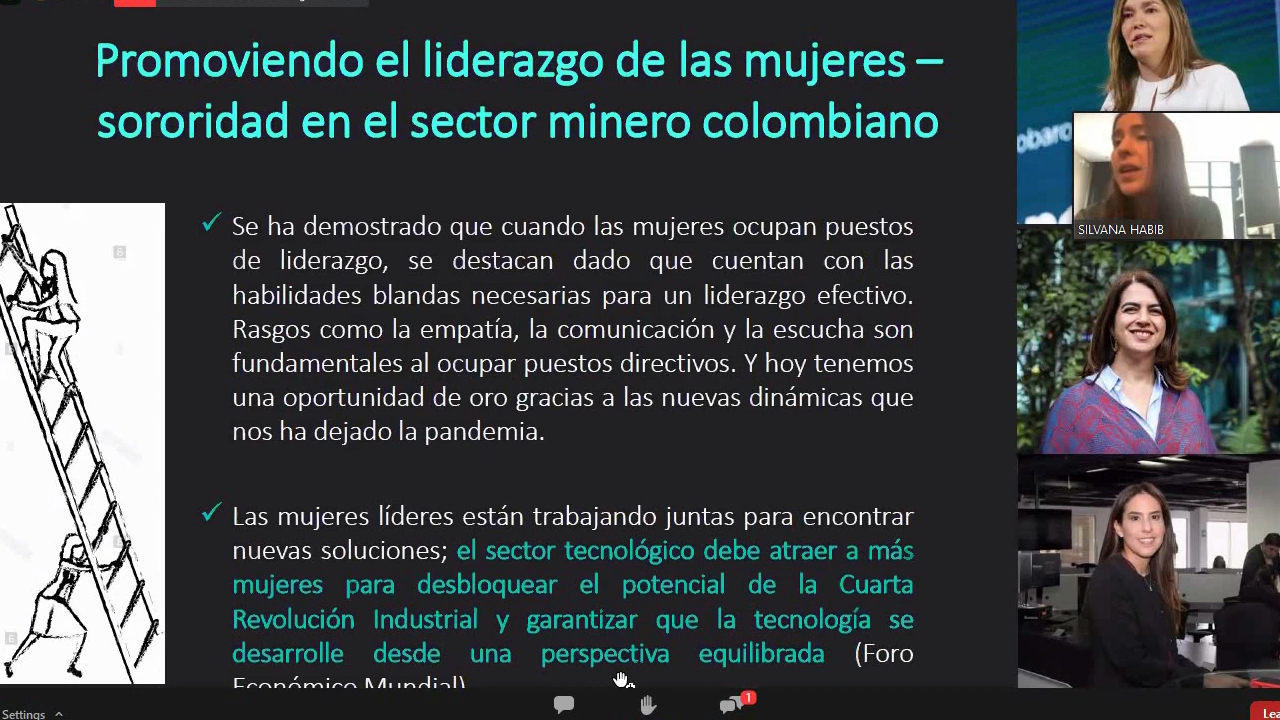 Promoviendo el liderazgo de las mujeres –
sororidad en el sector minero colombiano
✓ Se ha demostrado que cuando las mujeres ocupan puestos
de liderazgo, se destacan dado que cuentan con las
habilidades blandas necesarias para un liderazgo efectivo.
Rasgos como la empatía, la comunicación y la escucha son
fundamentales al ocupar puestos directivos. Y hoy tenemos
una oportunidad de oro gracias a las nuevas dinámicas que
nos ha dejado la pandemia.
✓ Las mujeres líderes están trabajando juntas para encontrar
nuevas soluciones; el sector tecnológico debe atraer a más
mujeres para desbloquear el potencial de la Cuarta
Revolución Industrial y garantizar que la tecnología se
desarrolle desde una perspectiva equilibrada (Foro
Económico Mundial)
obaro
SILVANA HABIB
1
Settings
Lea